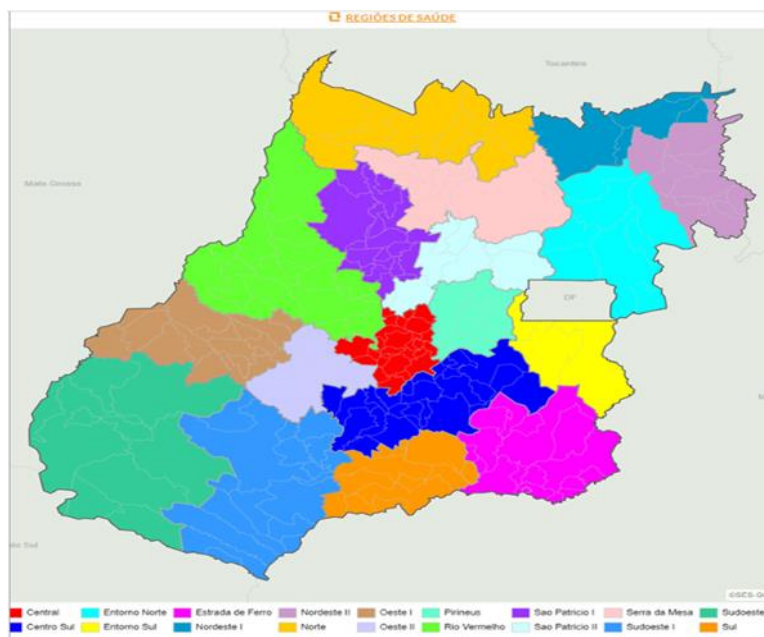 REGIÕES DE SAÚDE
Tocantins
Mato Grosso
DF
©SES-G
Central Entorno Norte Estrada de Ferro Nordeste II Oeste I Pirineus Sao Patricio I Serra da Mesa Sudoeste
Centro Sul Entorno Sul Nordeste I Norte Oeste II Rio Vermelho Sao Patricio II Sudoeste I Sul